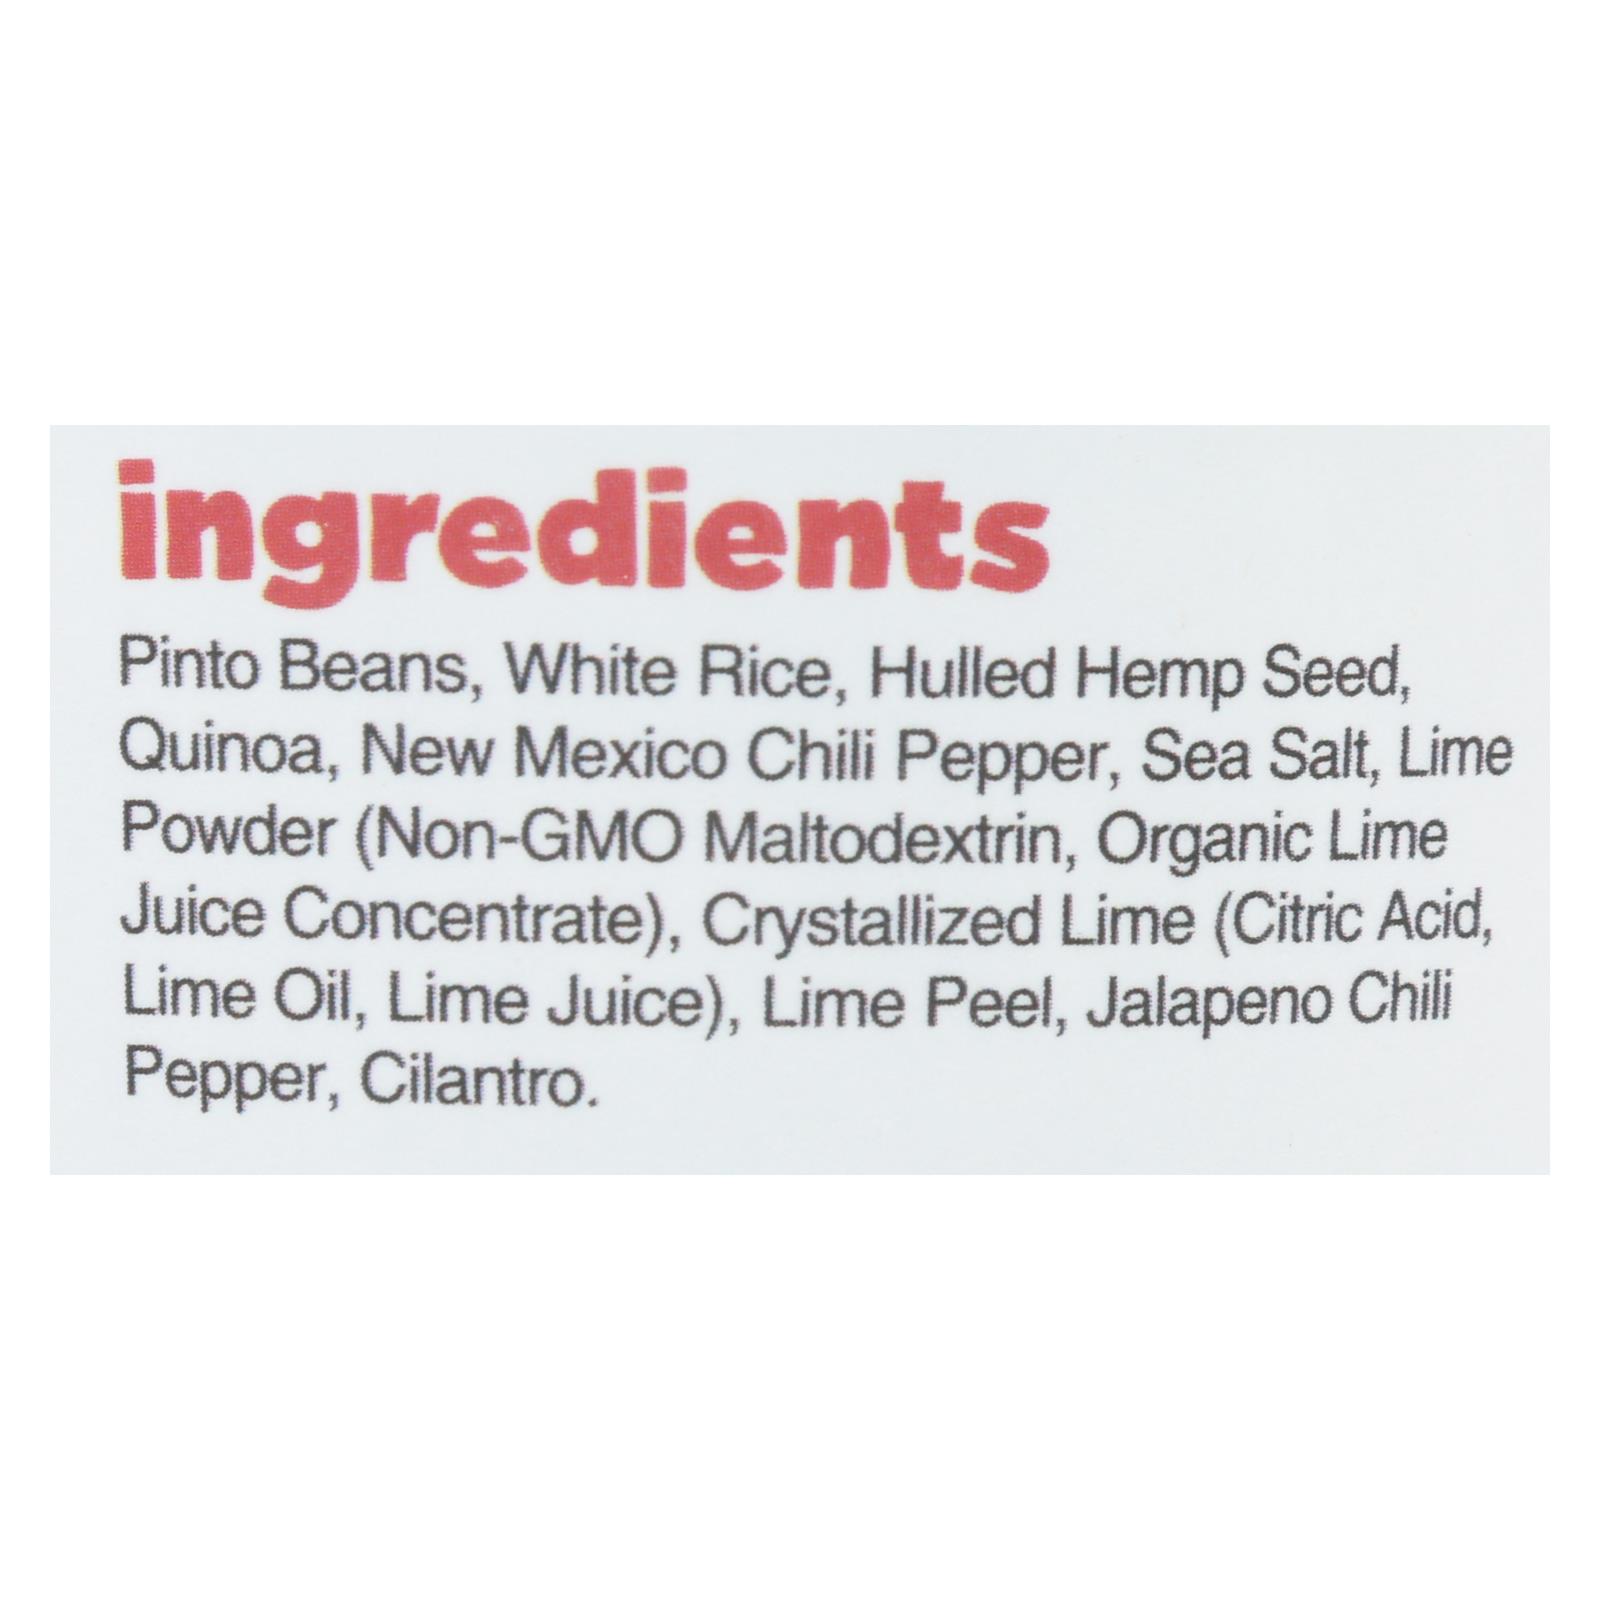 ingredients
Pinto Beans, White Rice, Hulled Hemp Seed,
Quinoa, New Mexico Chili Pepper, Sea Salt, Lime
Powder (Non-GMO Maltodextrin, Organic Lime
Juice Concentrate), Crystallized Lime (Citric Acid,
Lime Oil, Lime Juice), Lime Peel, Jalapeno Chili
Pepper, Cilantro.